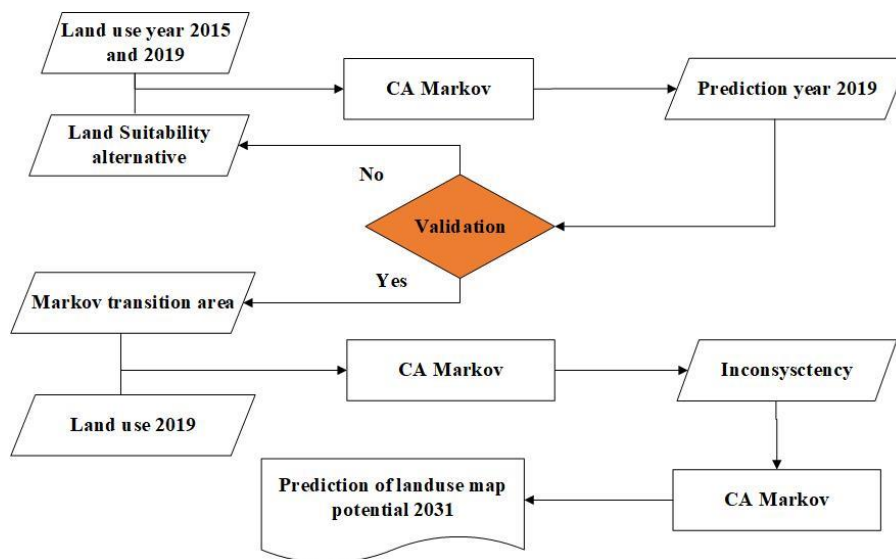 Land use year 2015
and 2019
CA Markov
Prediction year 2019
Land Suitability
alternative
No
Validation
Yes
Markov transition area
CA Markov
Inconsysctency
Land use 2019
Prediction of landuse map
potential 2031
CA Markov